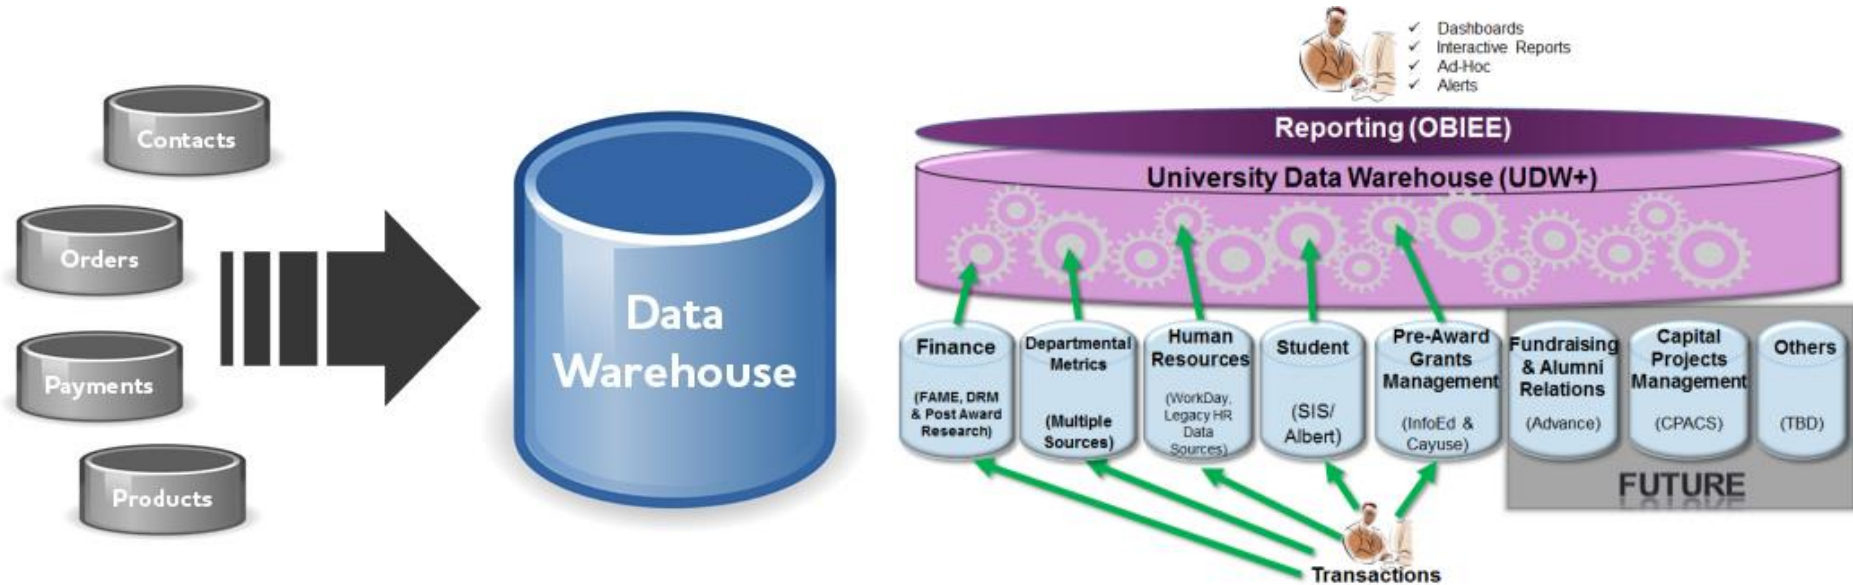 Contacts
Orders
Payments
Products
Data
Warehouse
✓ Dashboards
✓ Interactive Reports
✓ Ad-Hoc
✓ Alerts
Reporting (OBIEE)
University Data Warehouse (UDW+)
Finance
(FAME, DRM
& Post Award
Research)
Departmental
Metrics
(Multiple
Sources)
Human
Resources
(WorkDay,
Legacy HR
Data
Sources)
Student
(SIS/
Albert)
Pre-Award
Grants
Management
(InfoEd &
Cayuse)
Fundraising
& Alumni
Relations
(Advance)
Capital
Projects
Management
(CPACS)
Others
(TBD)
FUTURE
Transactions